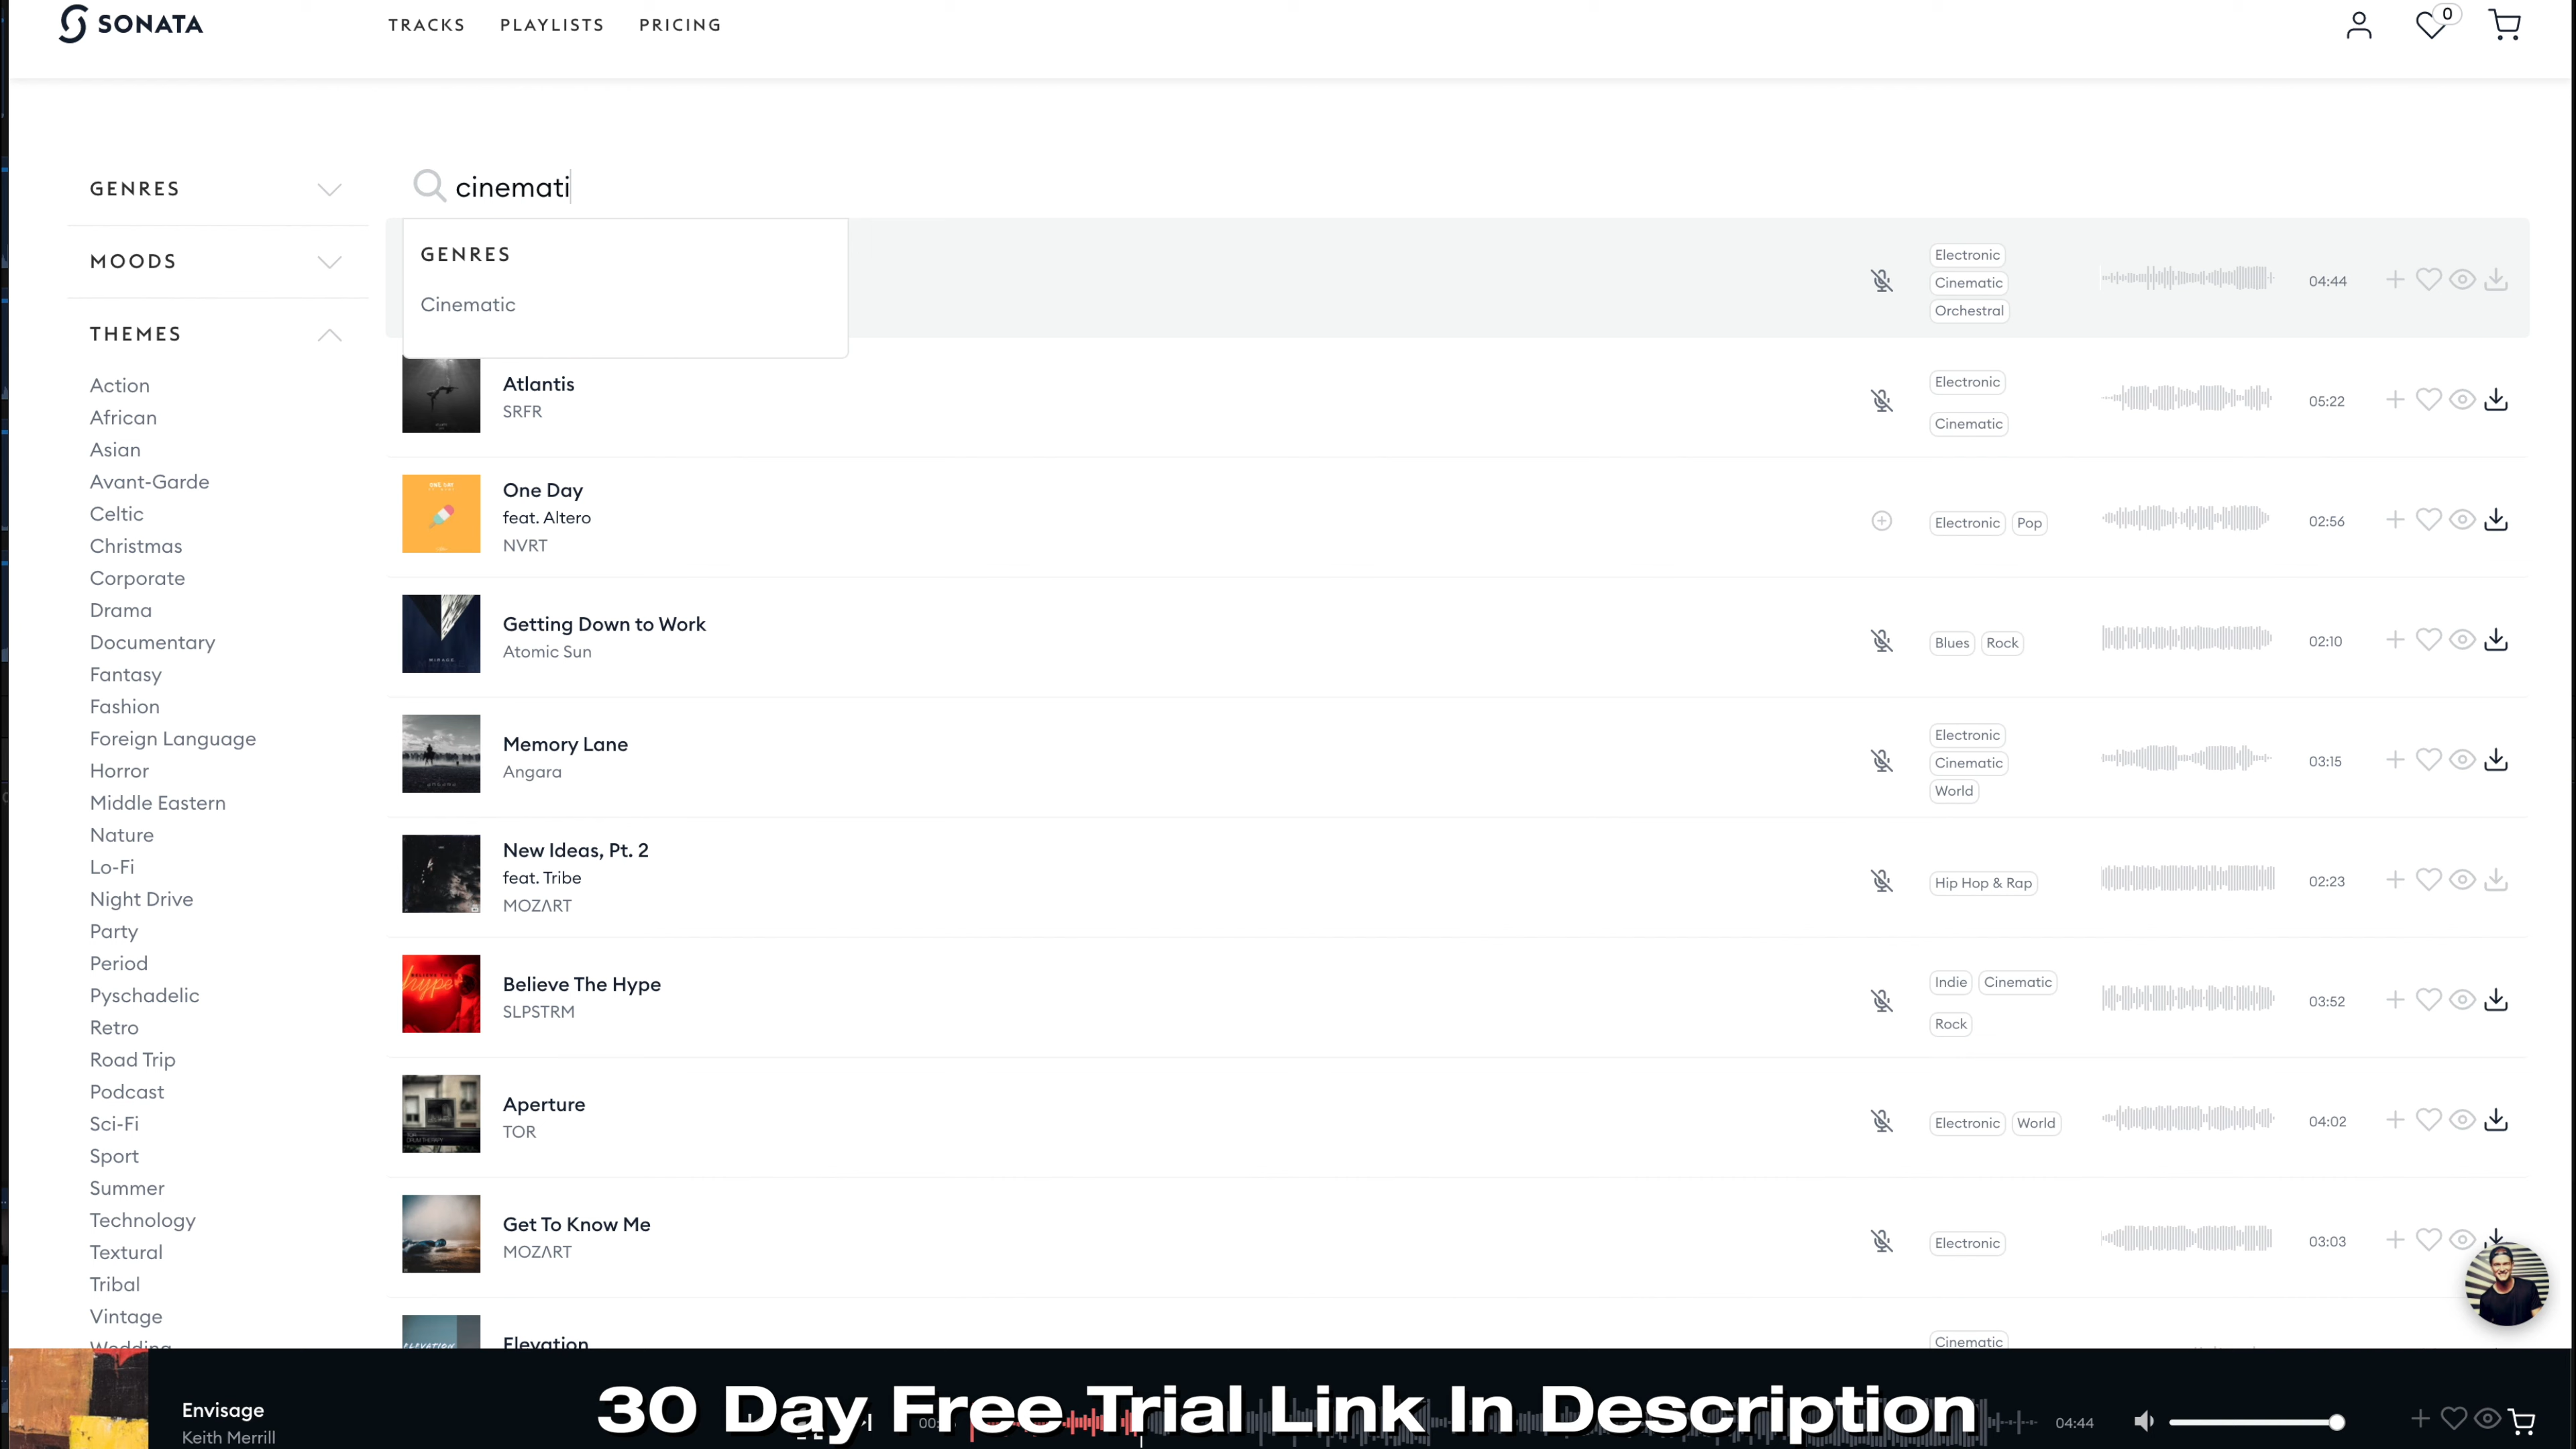 SONATA
TRACKS PLAYLISTS PRICING
0
GENRES
MOODS
THEMES
Action
African
Asian
Avant-Garde
Celtic
Christmas
Corporate
Drama
Documentary
Fantasy
Fashion
Foreign Language
Horror
Middle Eastern
Nature
Lo-Fi
Night Drive
Party
Period
Pyschadelic
Retro
Road Trip
Podcast
Sci-Fi
Sport
Summer
Technology
Textural
Tribal
Vintage
Wedding
cinemati
GENRES
Cinematic
Electronic
Cinematic
Orchestral
04:44
Atlantis
SRFR
Electronic
Cinematic
05:22
One Day
feat. Altero
NVRT
Electronic Pop
02:56
Getting Down to Work
Atomic Sun
Blues Rock
02:10
Memory Lane
Angara
Electronic
Cinematic
World
03:15
New Ideas, Pt. 2
feat. Tribe
MOZΛRT
Hip Hop & Rap
02:23
Believe The Hype
SLPSTRM
Indie Cinematic
Rock
03:52
Aperture
TOR
Electronic World
04:02
Get To Know Me
MOZΛRT
Electronic
03:03
Elevation
Cinematic
Envisage
Keith Merrill
30 Day Free Trial Link In Description
04:44